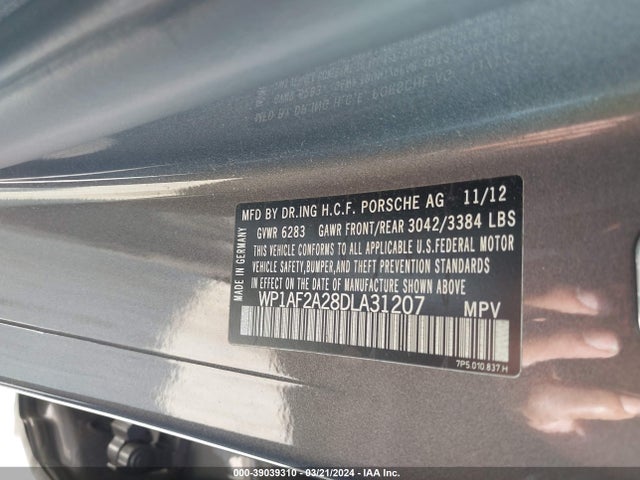 MFD BY DR.ING H.C.F. PORSCHE AG 11/12
GVWR 6283 GAWR FRONT/REAR 3042/3384 LBS
THIS VEHICLE CONFORMS TO ALL APPLICABLE U.S.FEDERAL MOTOR
VEHICLE SAFETY,BUMPER,AND THEFT PREVENTION STANDARDS
IN EFFECT ON THE DATE OF MANUFACTURE SHOWN ABOVE.
WP1AF2A28DLA31207 MPV
MADE IN GERMANY
7P5.010.837.H
000-39039310 - 03/21/2024 - IAA Inc.